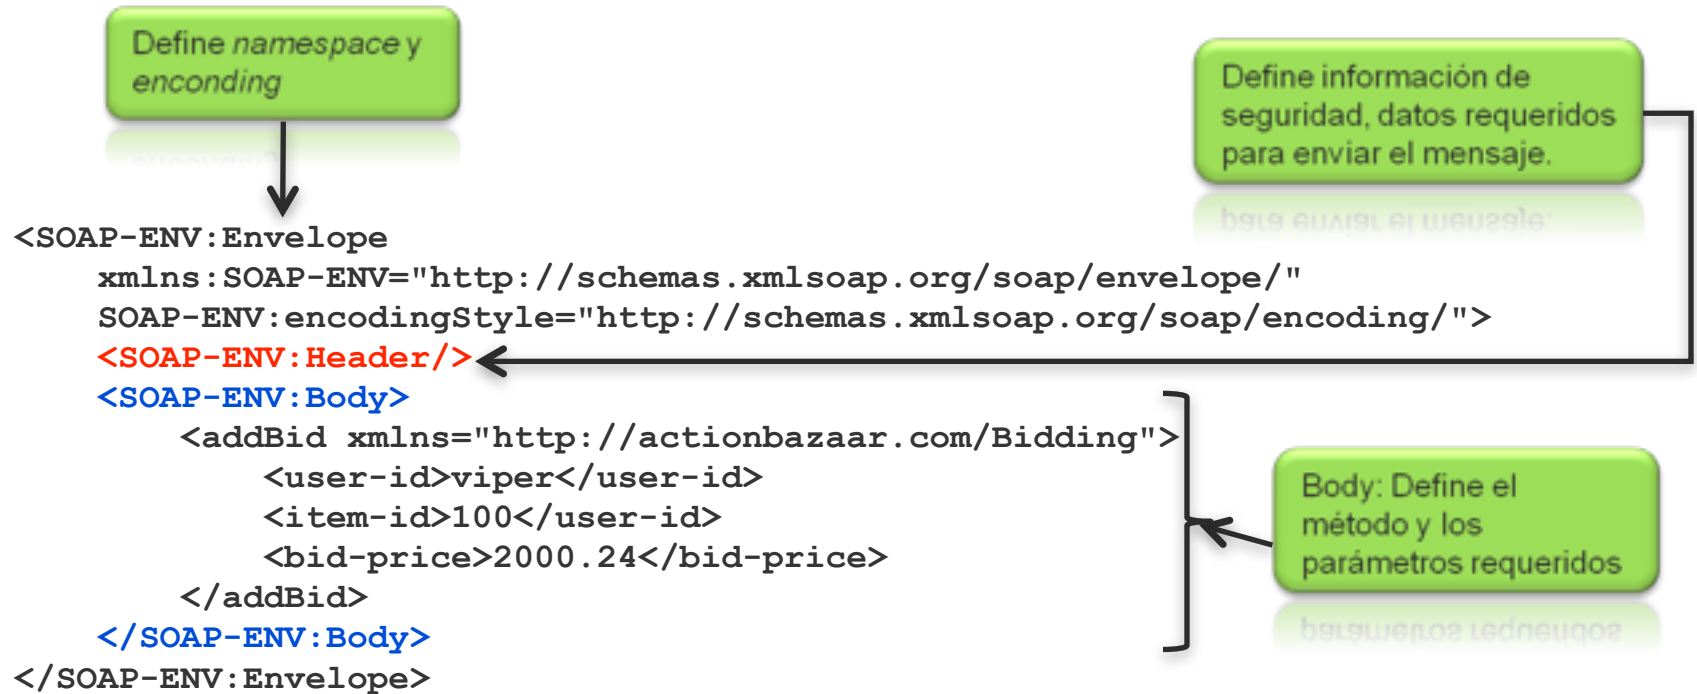 Define namespace y
enconding
Define información de
seguridad, datos requeridos
para enviar el mensaje.
<SOAP-ENV:Envelope
xmlns:SOAP-ENV="http://schemas.xmlsoap.org/soap/envelope/"
SOAP-ENV:encodingStyle="http://schemas.xmlsoap.org/soap/encoding/">
<SOAP-ENV:Header/>
<SOAP-ENV:Body>
<addBid xmlns="http://actionbazaar.com/Bidding">
<user-id>viper</user-id>
<item-id>100</user-id>
<bid-price>2000.24</bid-price>
</addBid>
</SOAP-ENV:Body>
</SOAP-ENV:Envelope>
Body: Define el
método y los
parámetros requeridos